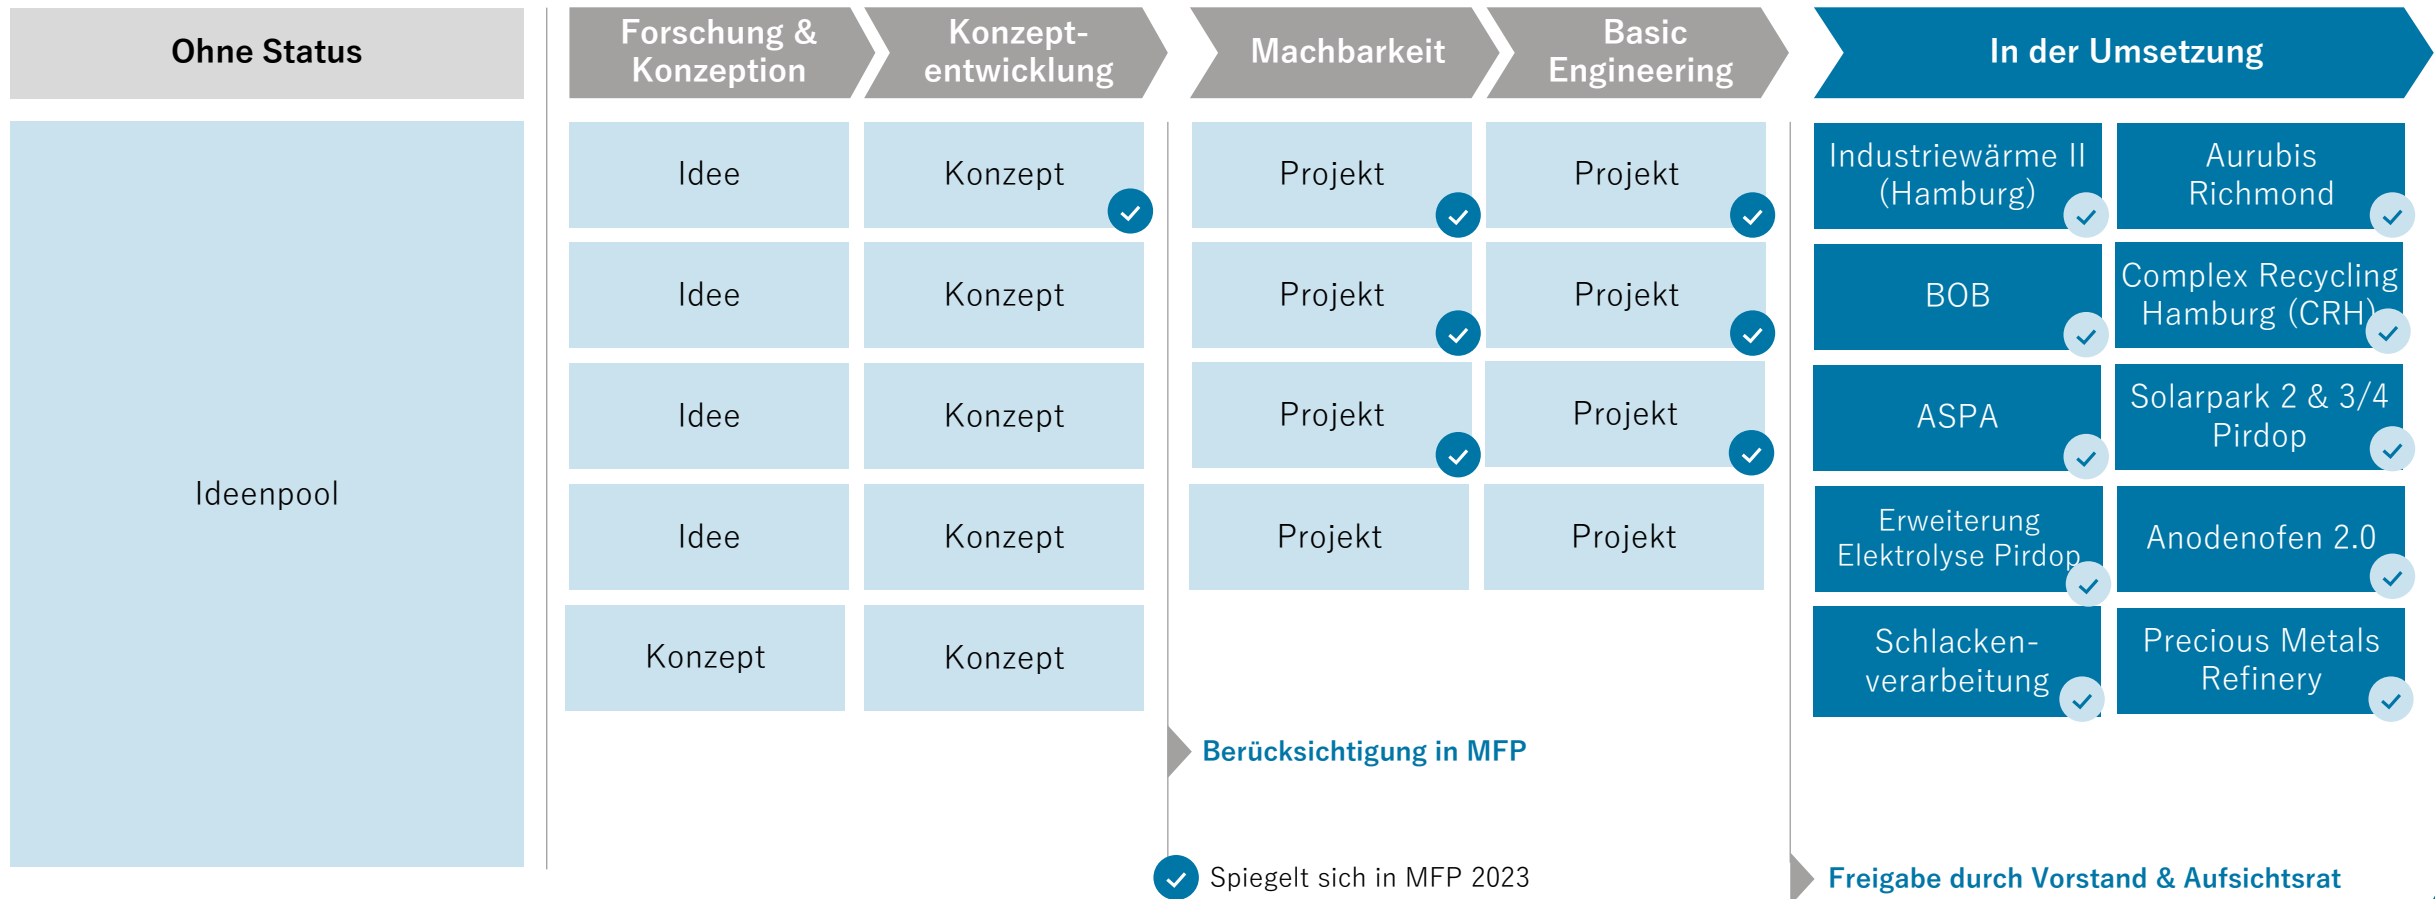 Ohne Status
Forschung &
Konzeption
Konzept-
entwicklung
Machbarkeit
Basic
Engineering
In der Umsetzung
Ideenpool
Idee
Konzept
Projekt
Projekt
Industriewärme II
(Hamburg)
Aurubis
Richmond
Idee
Konzept
Projekt
Projekt
BOB
Complex Recycling
Hamburg (CRH)
Idee
Konzept
Projekt
Projekt
ASPA
Solarpark 2 & 3/4
Pirdop
Idee
Konzept
Projekt
Projekt
Erweiterung
Elektrolyse Pirdop
Anodenofen 2.0
Konzept
Konzept
Schlacken-
verarbeitung
Precious Metals
Refinery
Berücksichtigung in MFP
Spiegelt sich in MFP 2023
Freigabe durch Vorstand & Aufsichtsrat